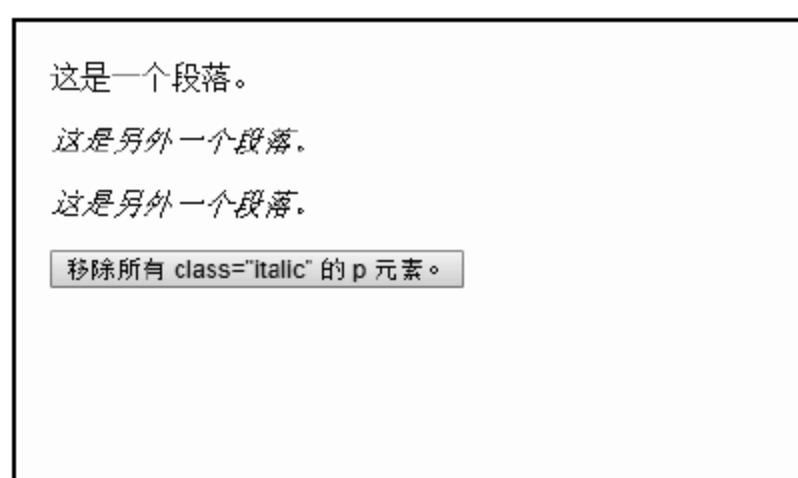 这是一个段落。
这是另外一个段落。
这是另外一个段落。
移除所有 class="italic" 的 p 元素。